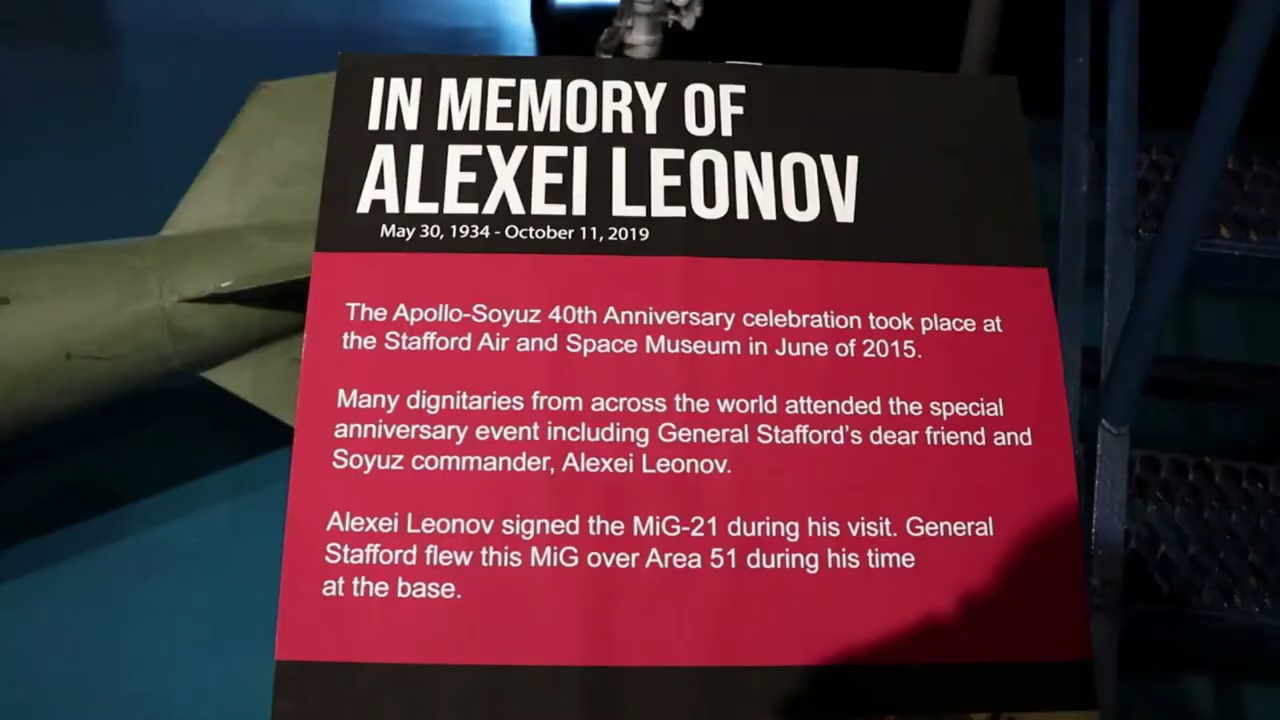 IN MEMORY OF
ALEXEI LEONOV
May 30, 1934 - October 11, 2019
The Apollo-Soyuz 40th Anniversary celebration took place at
the Stafford Air and Space Museum in June of 2015.
Many dignitaries from across the world attended the special
anniversary event including General Stafford's dear friend and
Soyuz commander, Alexei Leonov.
Alexei Leonov signed the MiG-21 during his visit. General
Stafford flew this MiG over Area 51 during his time
at the base.